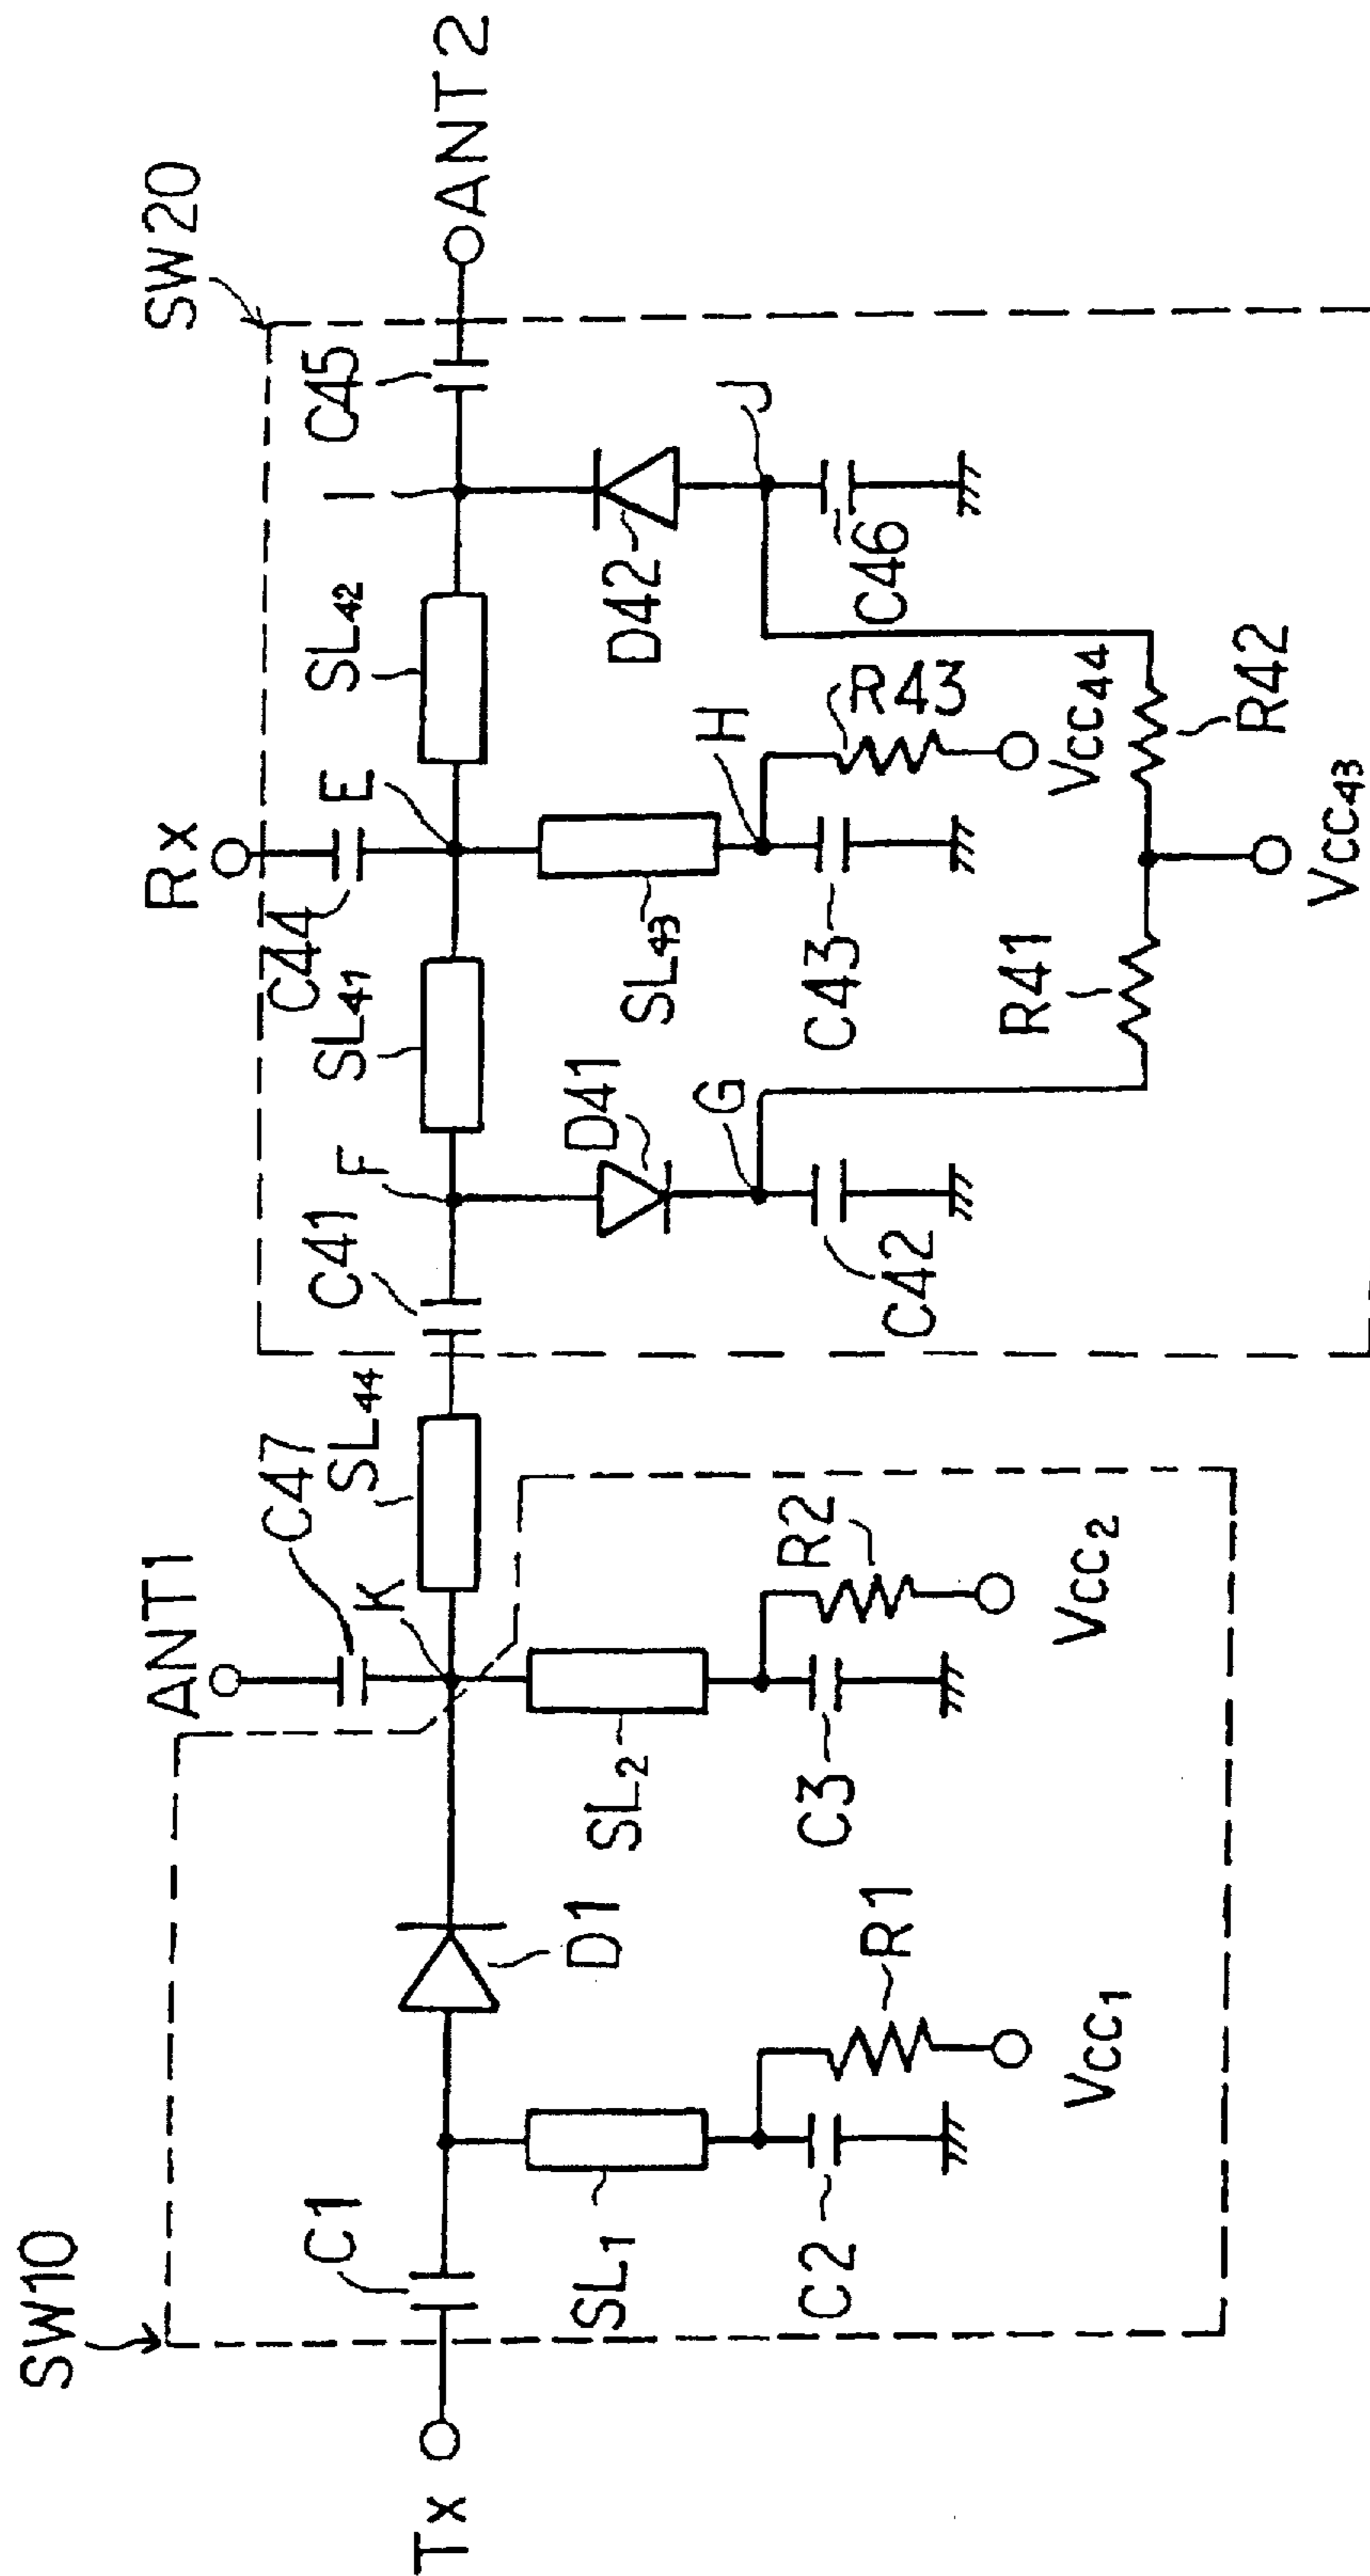 SW10
SW20
Tx
C1
SL1
C2
R1
Vcc1
D1
ANT1
C47
K
SL2
C3
R2
Vcc2
SL44
C41
F
D41
G
C42
SL41
Rx
C44
E
SL43
H
C43
R43
Vcc44
R41
Vcc43
R42
SL42
I
D42
J
C46
C45
ANT2